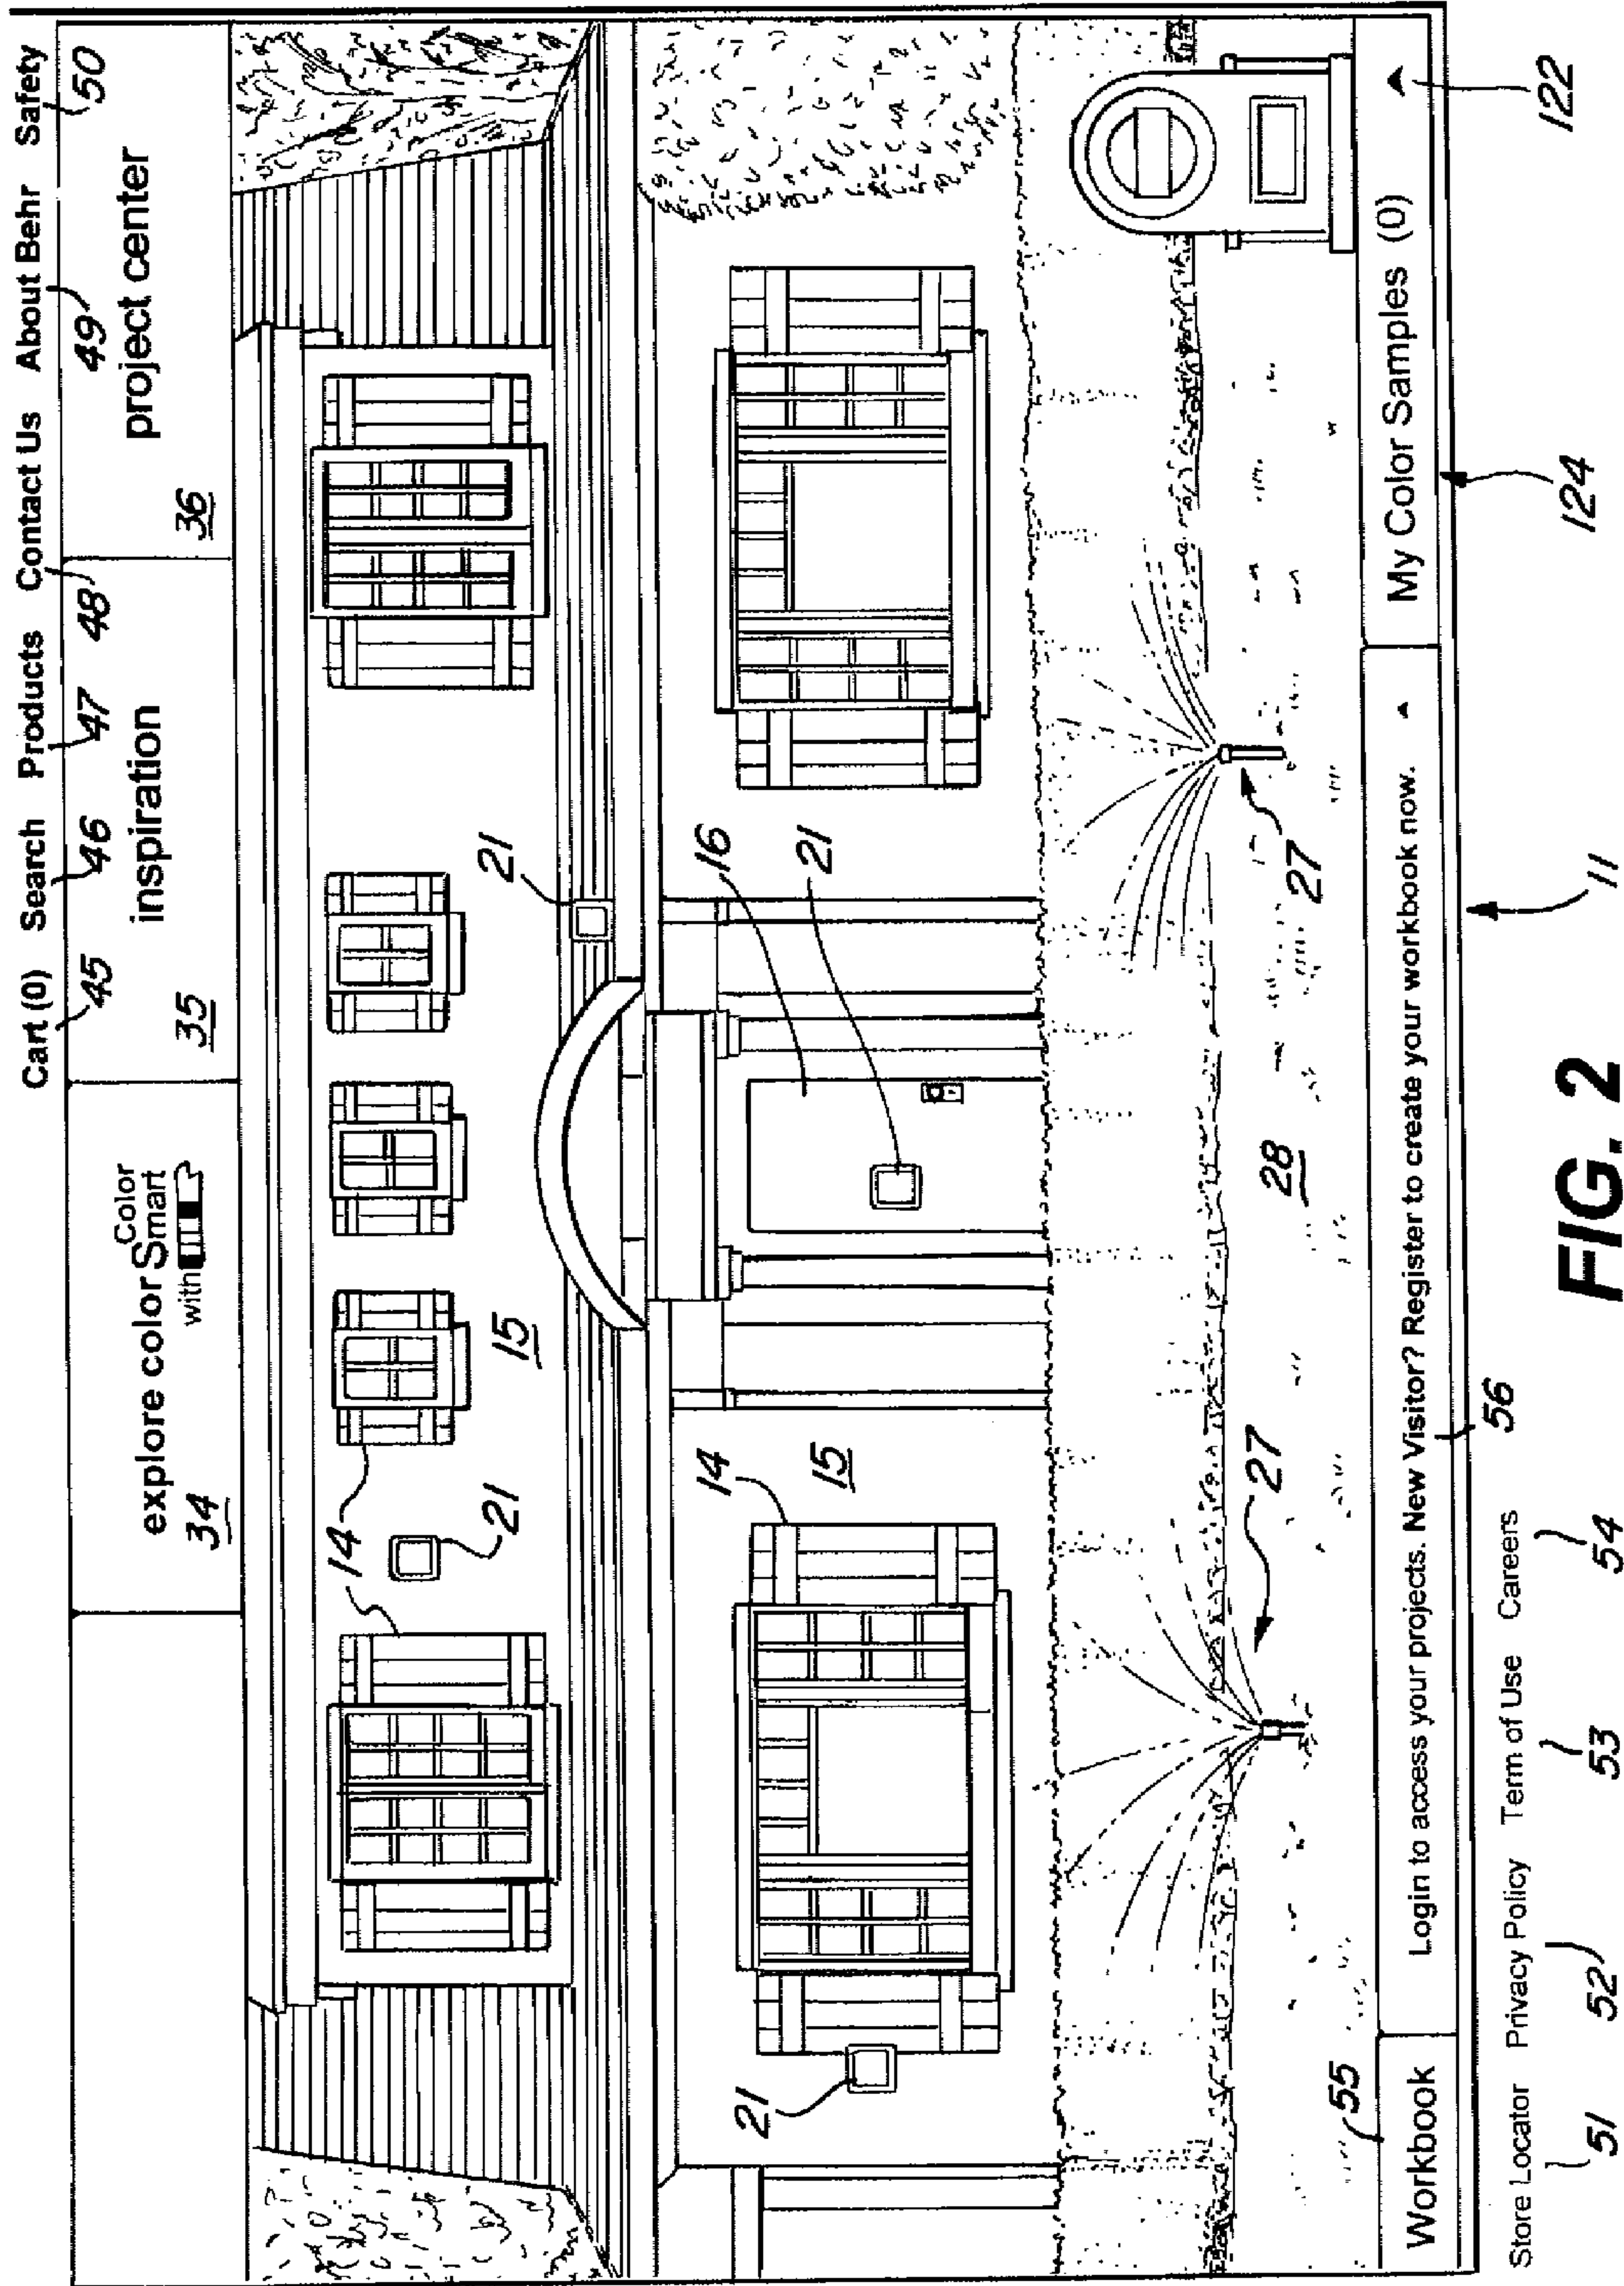 Cart (0) Search Products Contact Us About Behr Safety
45 46 47 48 49 50
explore color Color Smart
with
inspiration
project center
34
35
36
14
14
21
15
21
14
15
16
21
21
27
28
27
55
Workbook
Login to access your projects. New Visitor? Register to create your workbook now.
My Color Samples (0)
Store Locator Privacy Policy Term of Use Careers
51 52 53 54
56
11
124
122
FIG. 2